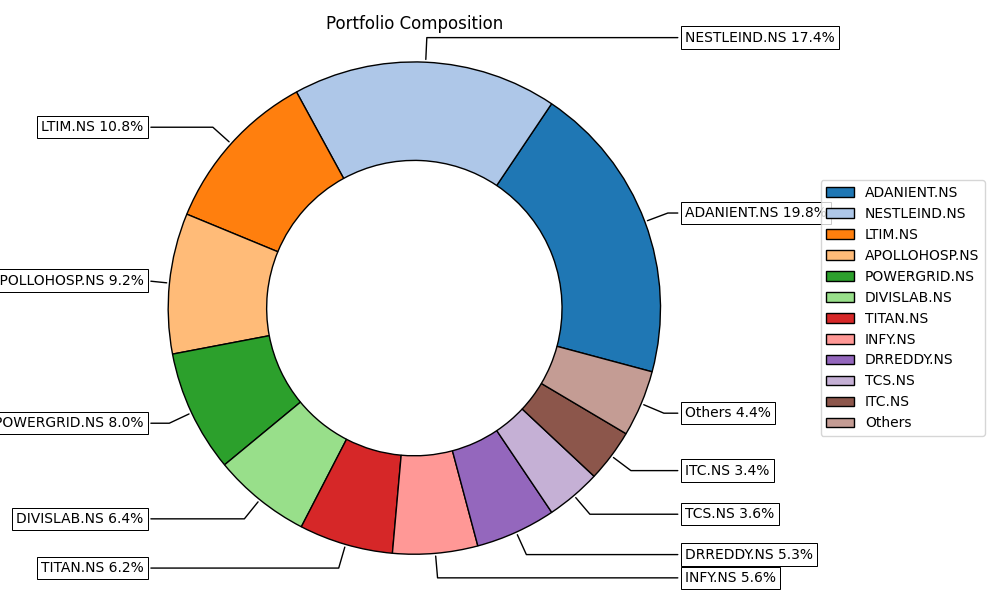 Portfolio Composition
NESTLEIND.NS 17.4%
LTIM.NS 10.8%
ADANIENT.NS 19.8%
POLLOHOSP.NS 9.2%
POWERGRID.NS 8.0%
Others 4.4%
ITC.NS 3.4%
TCS.NS 3.6%
DIVISLAB.NS 6.4%
DRREDDY.NS 5.3%
TITAN.NS 6.2%
INFY.NS 5.6%
ADANIENT.NS
NESTLEIND.NS
LTIM.NS
APOLLOHOSP.NS
POWERGRID.NS
DIVISLAB.NS
TITAN.NS
INFY.NS
DRREDDY.NS
TCS.NS
ITC.NS
Others